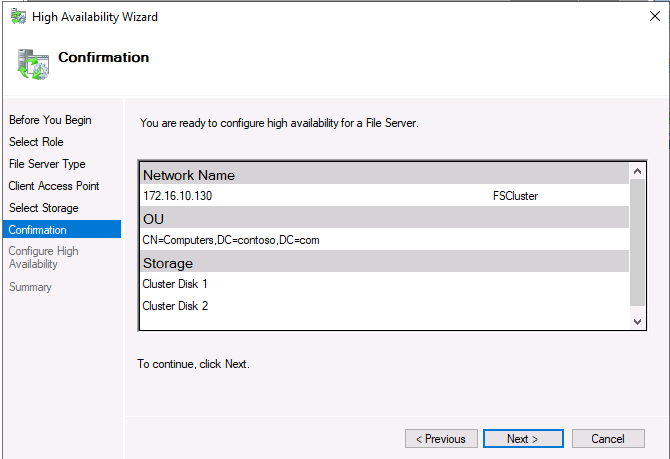 High Availability Wizard
Confirmation
Before You Begin
Select Role
File Server Type
Client Access Point
Select Storage
Confirmation
Configure High
Availability
Summary
You are ready to configure high availability for a File Server.
Network Name
172.16.10.130 FSCluster
OU
CN=Computers,DC=contoso,DC=com
Storage
Cluster Disk 1
Cluster Disk 2
To continue, click Next.
< Previous Next > Cancel